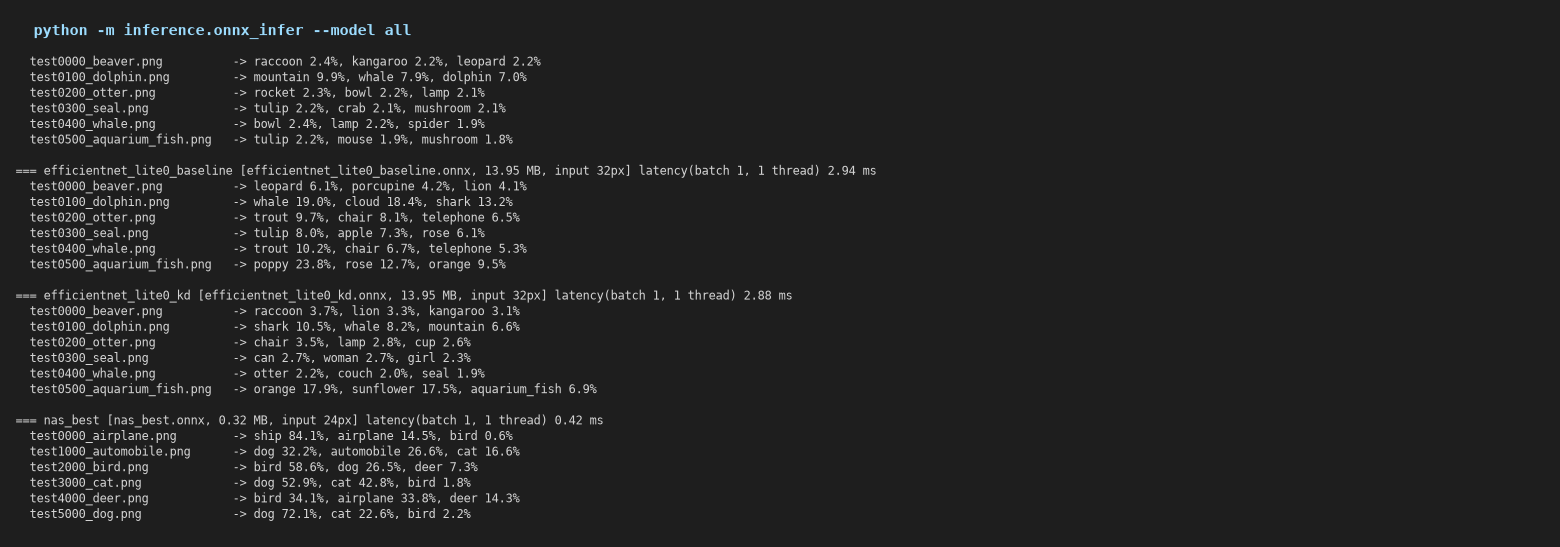 python -m inference.onnx_infer --model all
test0000_beaver.png -> raccoon 2.4%, kangaroo 2.2%, leopard 2.2%
test0100_dolphin.png -> mountain 9.9%, whale 7.9%, dolphin 7.0%
test0200_otter.png -> rocket 2.3%, bowl 2.2%, lamp 2.1%
test0300_seal.png -> tulip 2.2%, crab 2.1%, mushroom 2.1%
test0400_whale.png -> bowl 2.4%, lamp 2.2%, spider 1.9%
test0500_aquarium_fish.png -> tulip 2.2%, mouse 1.9%, mushroom 1.8%
=== efficientnet_lite0_baseline [efficientnet_lite0_baseline.onnx, 13.95 MB, input 32px] latency(batch 1, 1 thread) 2.94 ms
test0000_beaver.png -> leopard 6.1%, porcupine 4.2%, lion 4.1%
test0100_dolphin.png -> whale 19.0%, cloud 18.4%, shark 13.2%
test0200_otter.png -> trout 9.7%, chair 8.1%, telephone 6.5%
test0300_seal.png -> tulip 8.0%, apple 7.3%, rose 6.1%
test0400_whale.png -> trout 10.2%, chair 6.7%, telephone 5.3%
test0500_aquarium_fish.png -> poppy 23.8%, rose 12.7%, orange 9.5%
=== efficientnet_lite0_kd [efficientnet_lite0_kd.onnx, 13.95 MB, input 32px] latency(batch 1, 1 thread) 2.88 ms
test0000_beaver.png -> raccoon 3.7%, lion 3.3%, kangaroo 3.1%
test0100_dolphin.png -> shark 10.5%, whale 8.2%, mountain 6.6%
test0200_otter.png -> chair 3.5%, lamp 2.8%, cup 2.6%
test0300_seal.png -> can 2.7%, woman 2.7%, girl 2.3%
test0400_whale.png -> otter 2.2%, couch 2.0%, seal 1.9%
test0500_aquarium_fish.png -> orange 17.9%, sunflower 17.5%, aquarium_fish 6.9%
=== nas_best [nas_best.onnx, 0.32 MB, input 24px] latency(batch 1, 1 thread) 0.42 ms
test0000_airplane.png -> ship 84.1%, airplane 14.5%, bird 0.6%
test1000_automobile.png -> dog 32.2%, automobile 26.6%, cat 16.6%
test2000_bird.png -> bird 58.6%, dog 26.5%, deer 7.3%
test3000_cat.png -> dog 52.9%, cat 42.8%, bird 1.8%
test4000_deer.png -> bird 34.1%, airplane 33.8%, deer 14.3%
test5000_dog.png -> dog 72.1%, cat 22.6%, bird 2.2%